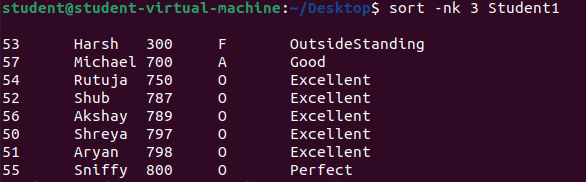 student@student-virtual-machine:~/Desktop$ sort -nk 3 Student1
53 Harsh 300 F OutsideStanding
57 Michael 700 A Good
54 Rutuja 750 O Excellent
52 Shub 787 O Excellent
56 Akshay 789 O Excellent
50 Shreya 797 O Excellent
51 Aryan 798 O Excellent
55 Sniffy 800 O Perfect